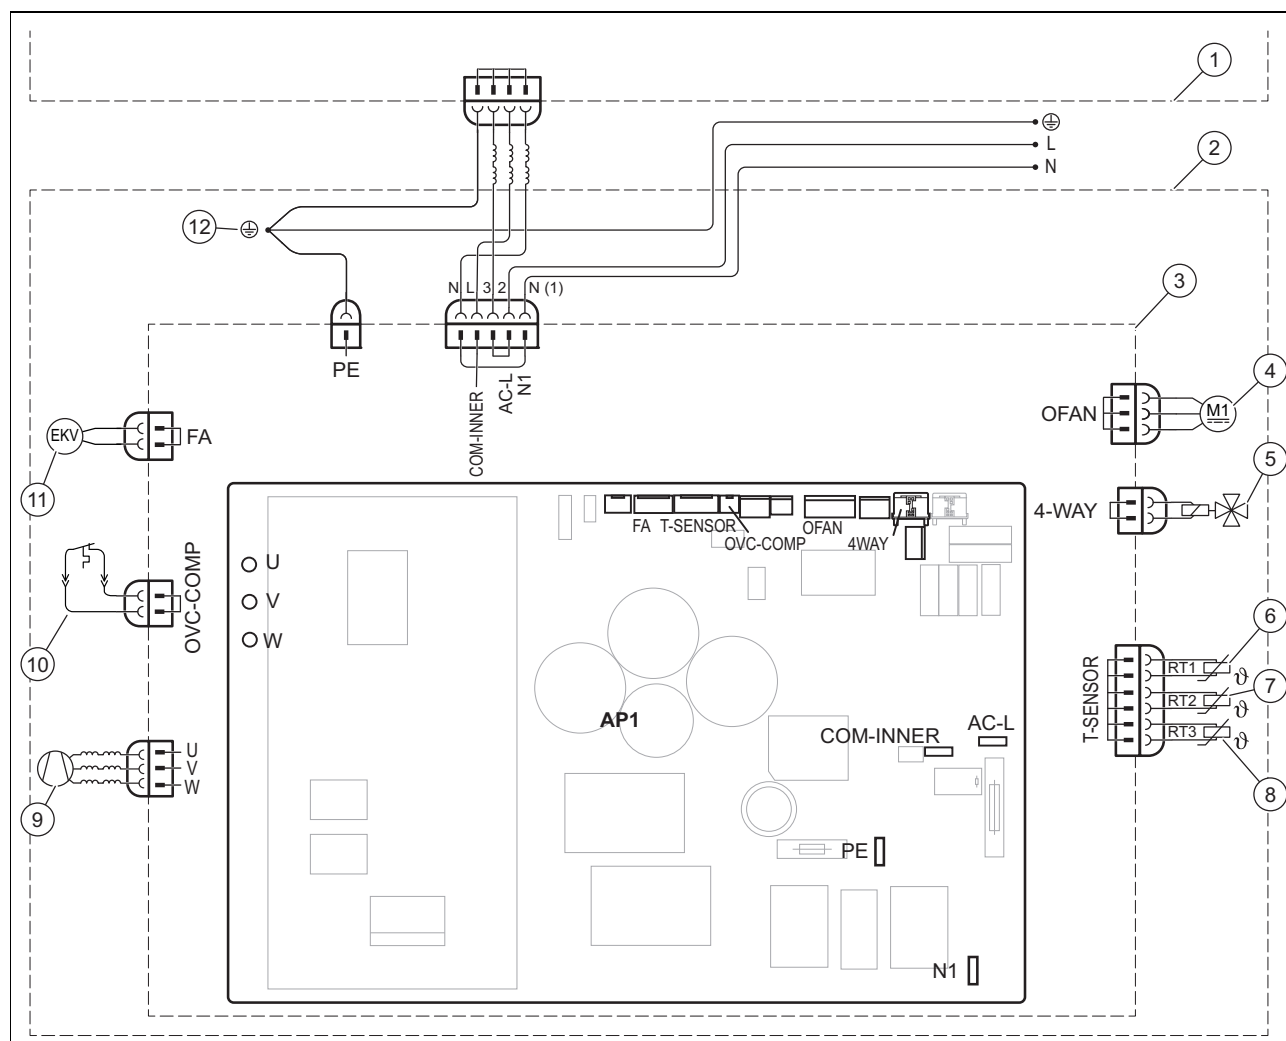 1
L
N
2
12
N L 3 2 N (1)
3
PE
COM-INNER
AC-L
N1
4
OFAN
M1
EKV
FA
5
11
4-WAY
FA T-SENSOR OFAN
OVC-COMP 4WAY
OVC-COMP
U
V
W
6
10
T-SENSOR
RT1 ϑ
7
RT2 ϑ
RT3 ϑ
AP1
AC-L
COM-INNER
U
V
W
8
9
PE
N1